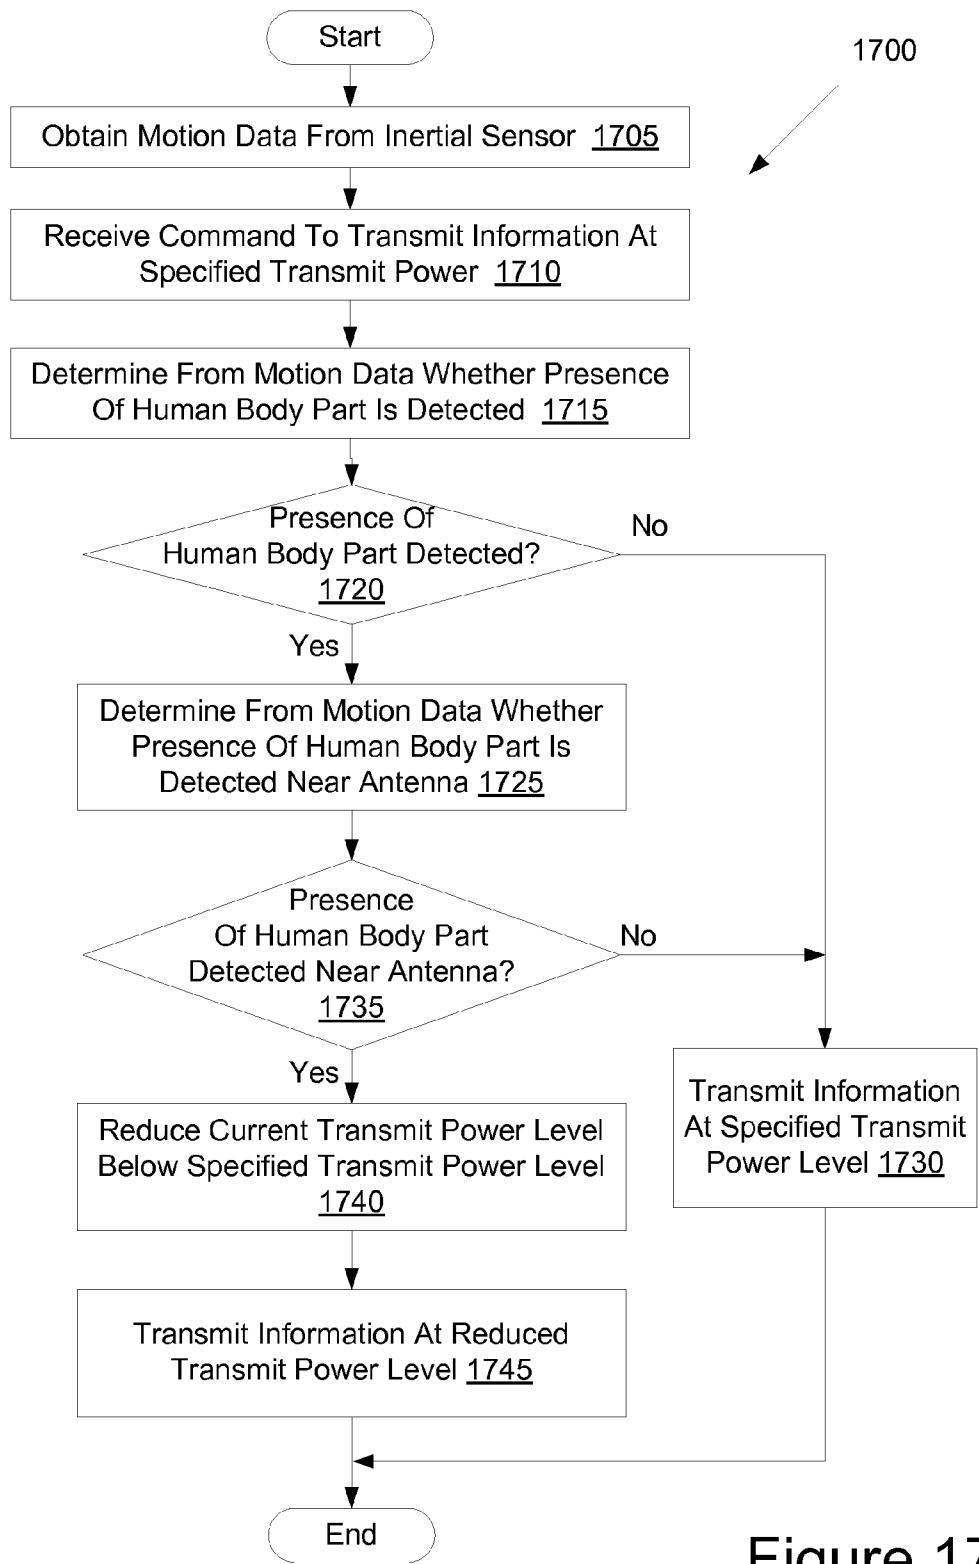 Start
1700
Obtain Motion Data From Inertial Sensor 1705
Receive Command To Transmit Information At
Specified Transmit Power 1710
Determine From Motion Data Whether Presence
Of Human Body Part Is Detected 1715
Presence Of
Human Body Part Detected?
1720
No
Yes
Determine From Motion Data Whether
Presence Of Human Body Part Is
Detected Near Antenna 1725
Presence
Of Human Body Part
Detected Near Antenna?
1735
No
Yes
Transmit Information
At Specified Transmit
Power Level 1730
Reduce Current Transmit Power Level
Below Specified Transmit Power Level
1740
Transmit Information At Reduced
Transmit Power Level 1745
End
Figure 17